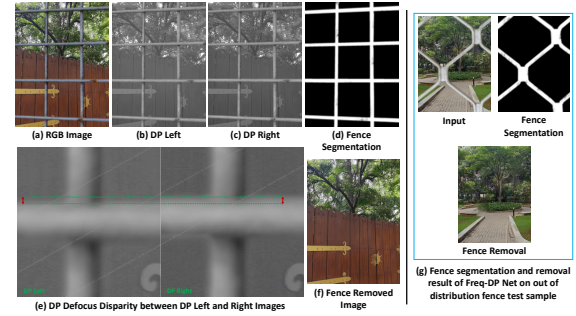 (a) RGB Image
(b) DP Left
(c) DP Right
(d) Fence
Segmentation
DP Left
DP Right
(e) DP Defocus Disparity between DP Left and Right Images
(f) Fence Removed
Image
Input
Fence
Segmentation
Fence Removal
(g) Fence segmentation and removal
result of Freq-DP Net on out of
distribution fence test sample